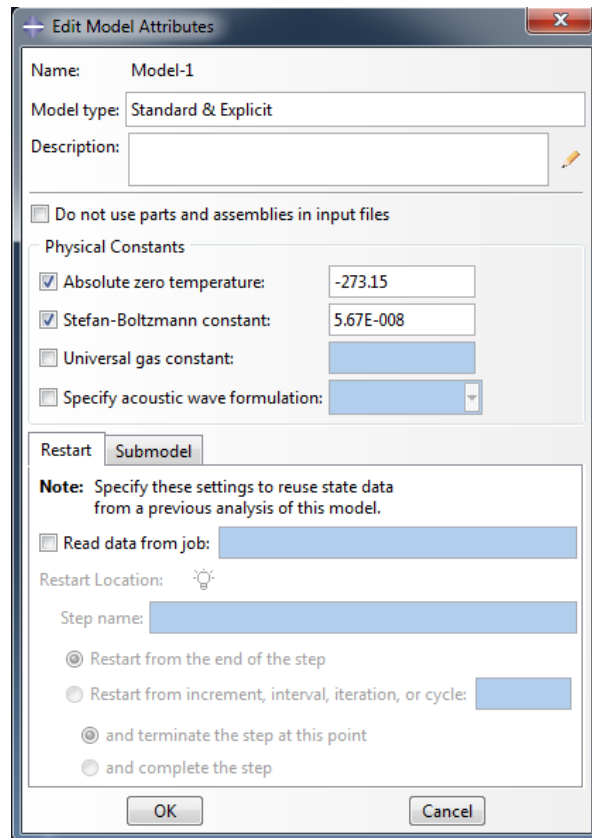 Edit Model Attributes
Name: Model-1
Model type: Standard & Explicit
Description:
Do not use parts and assemblies in input files
Physical Constants
Absolute zero temperature: -273.15
Stefan-Boltzmann constant: 5.67E-008
Universal gas constant:
Specify acoustic wave formulation:
Restart Submodel
Note: Specify these settings to reuse state data
from a previous analysis of this model.
Read data from job:
Restart Location:
Step name:
Restart from the end of the step
Restart from increment, interval, iteration, or cycle:
and terminate the step at this point
and complete the step
OK Cancel